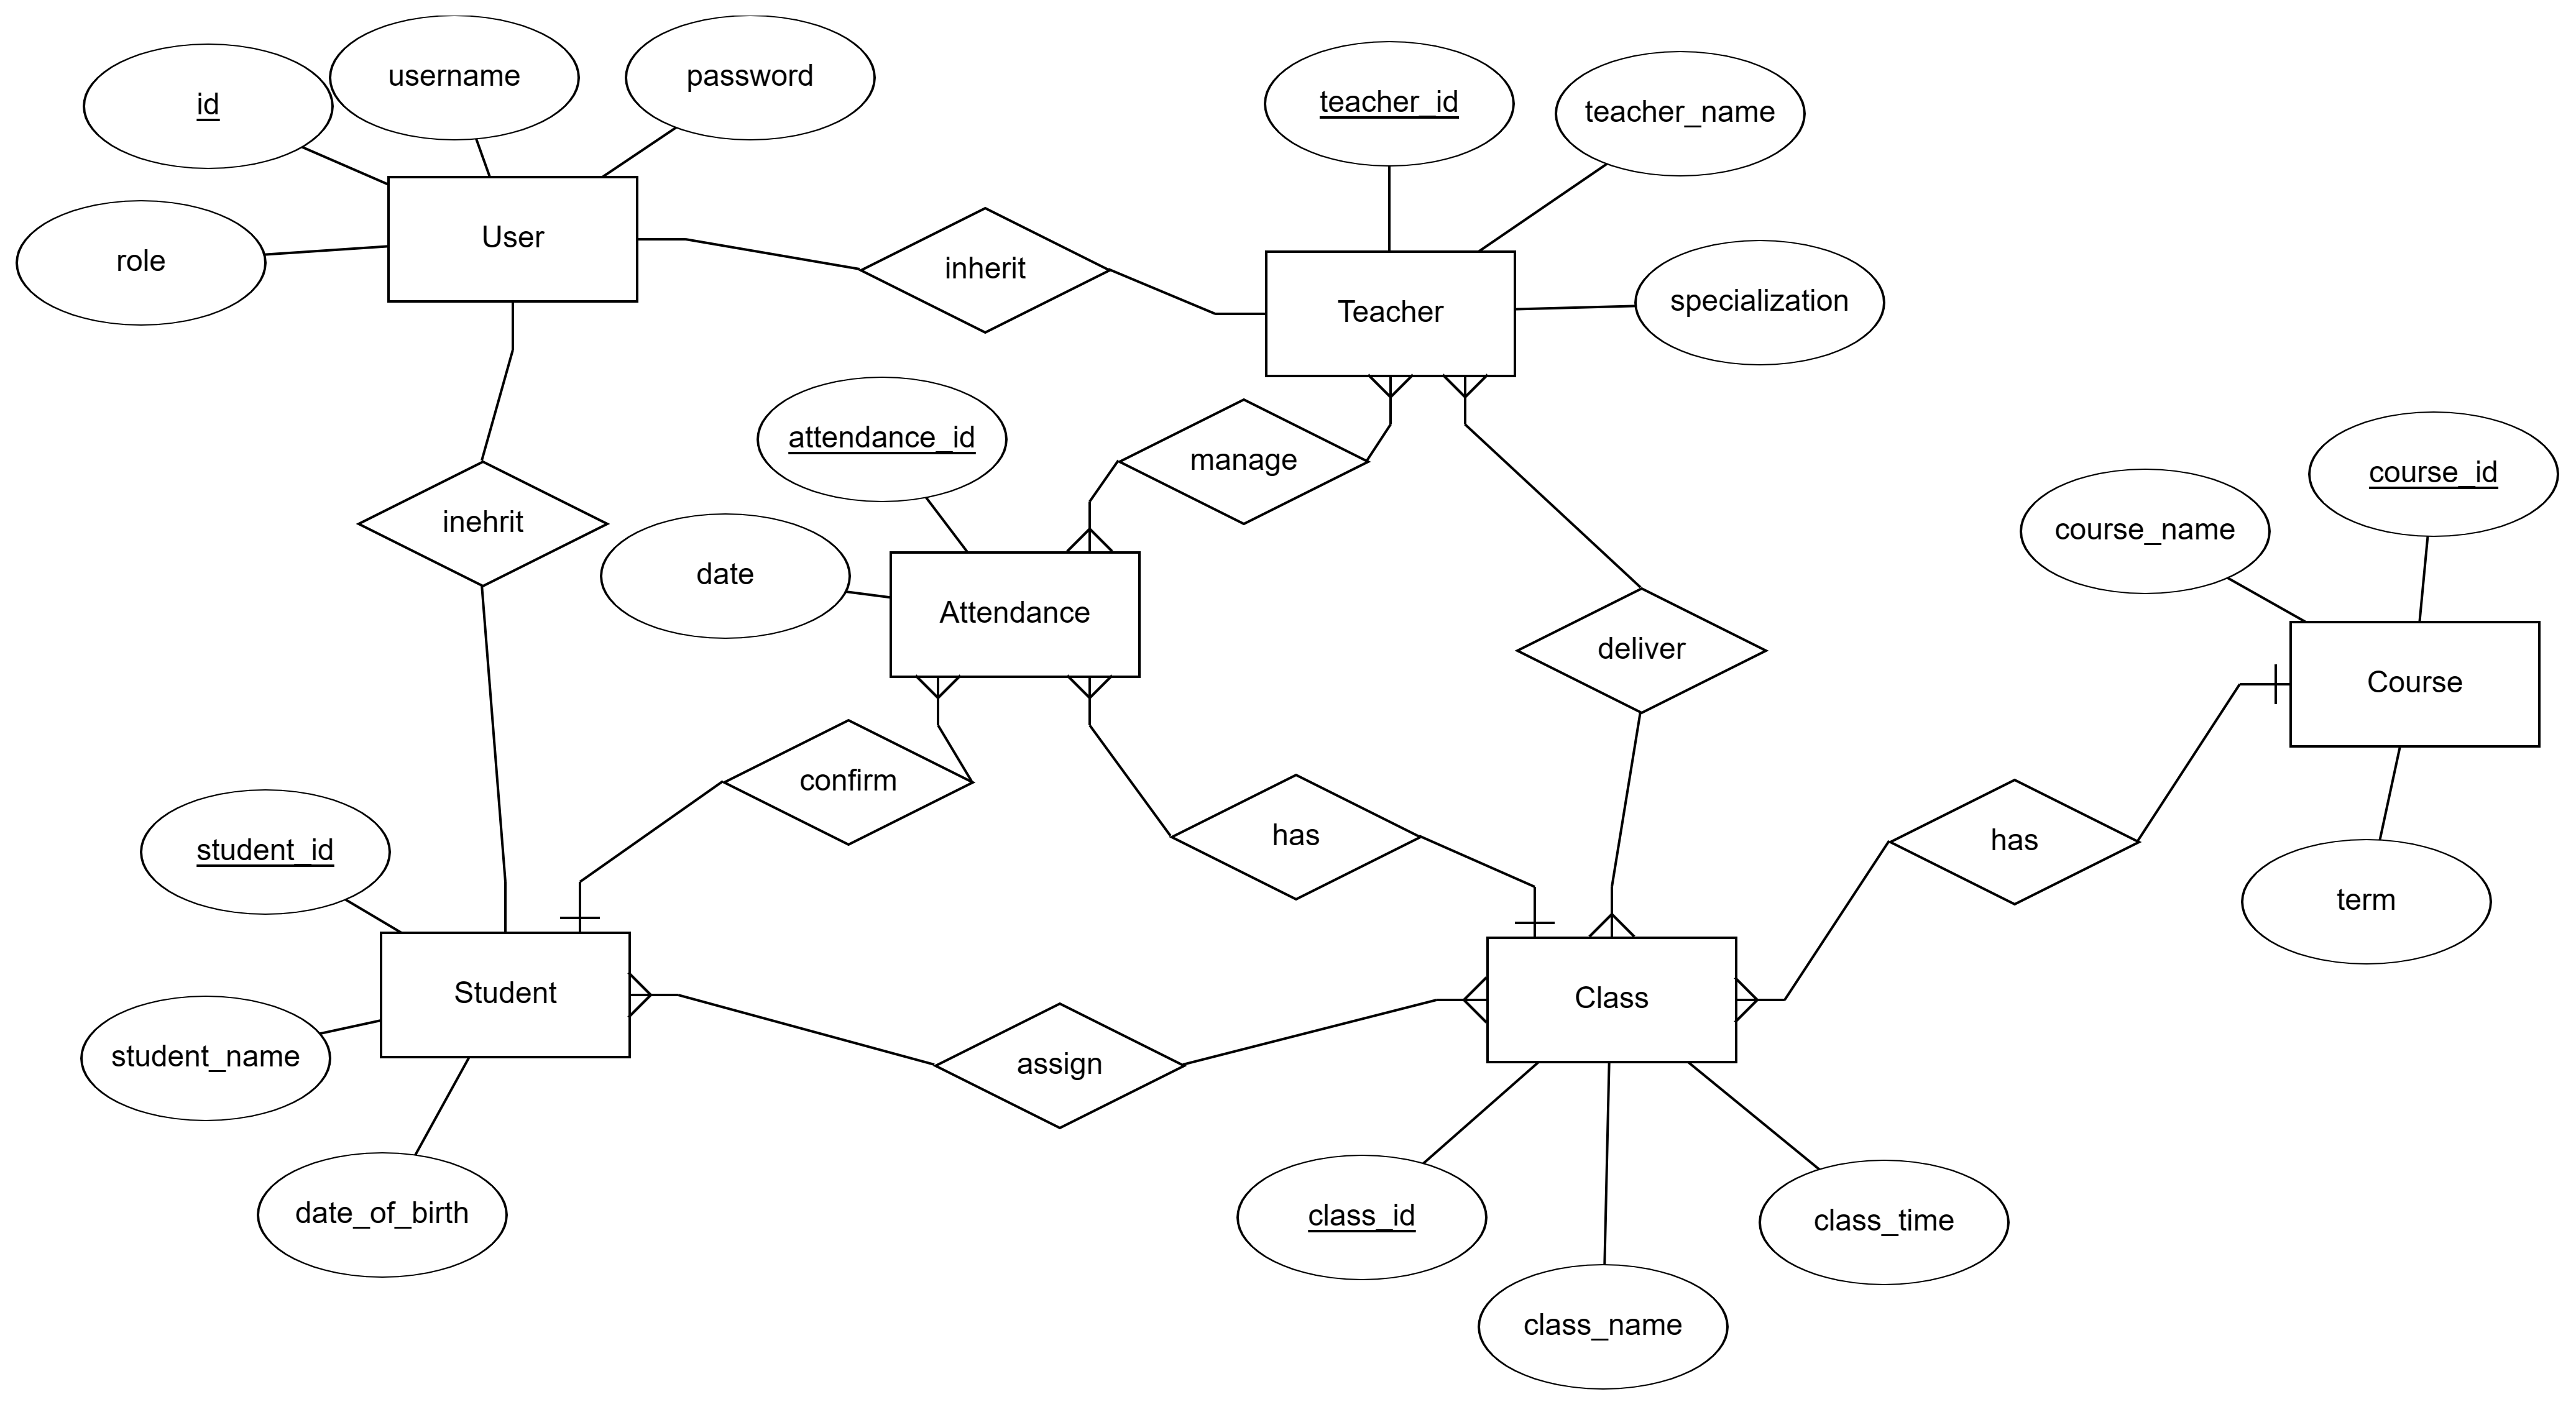 username
password
id
teacher_id
teacher_name
User
role
inherit
specialization
Teacher
attendance_id
manage
course_id
inehrit
course_name
date
Attendance
deliver
Course
confirm
has
has
student_id
term
Student
Class
student_name
assign
date_of_birth
class_id
class_time
class_name